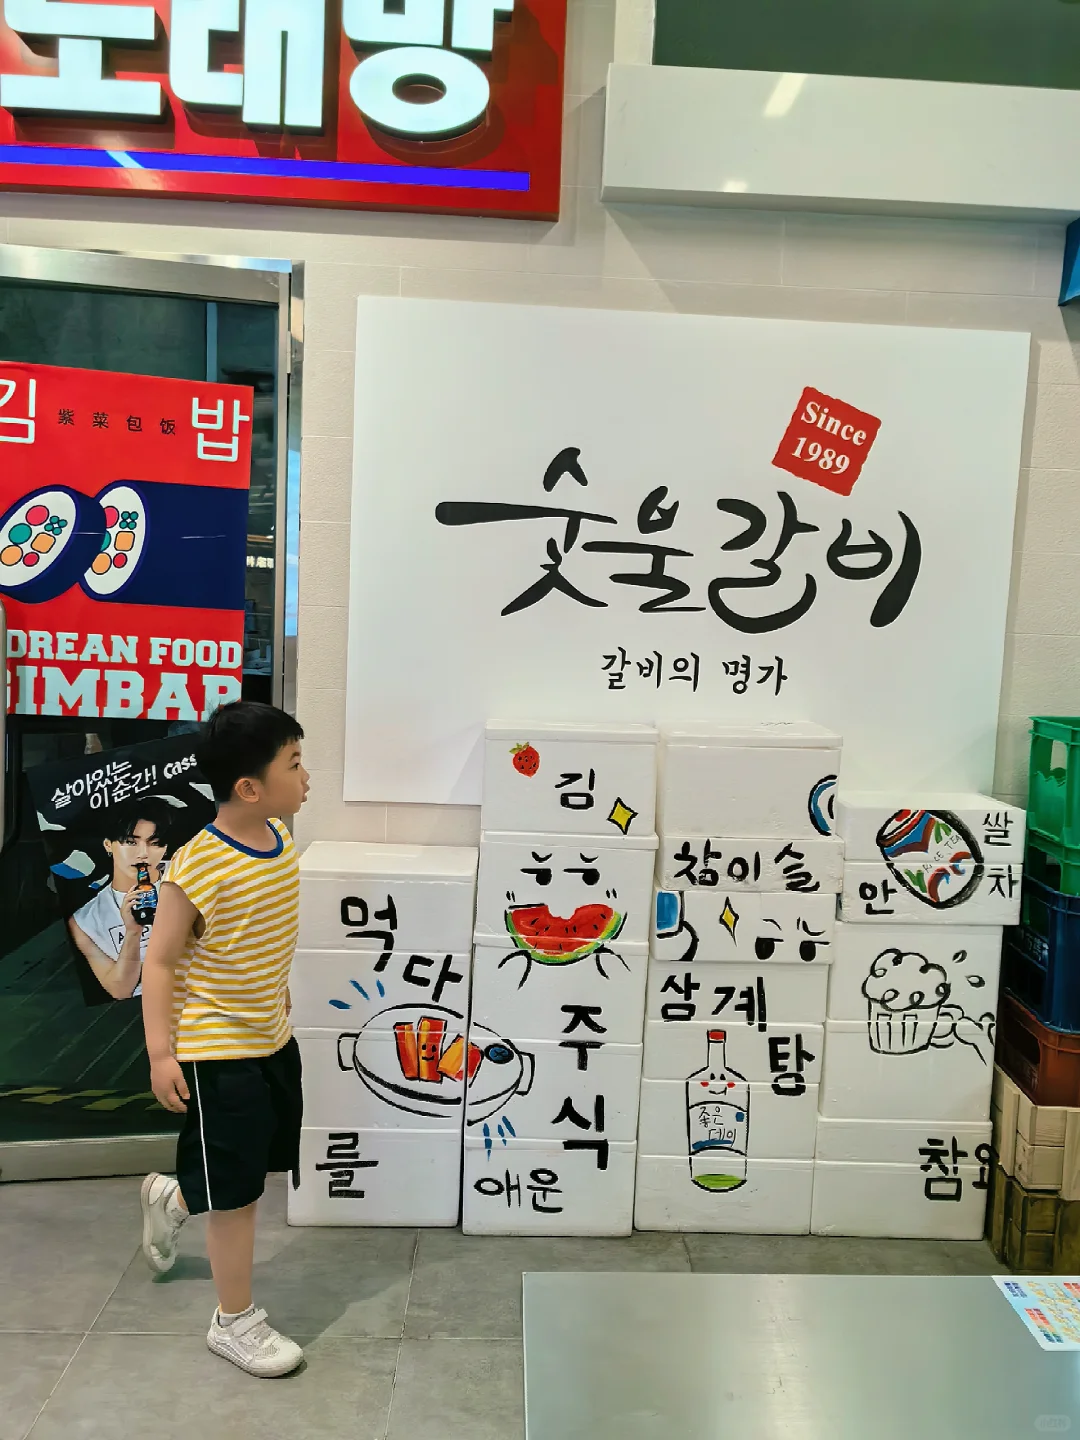 노래방
김 紫菜包饭 밥
OREAN FOOD
GIMBAP
살아있는
이 순간! cass
Since
1989
숯불갈비
갈비의 명가
김
먹
다
를
주
식
애운
참이슬
삼계
탕
좋은
데이
쌀
차
안
참외